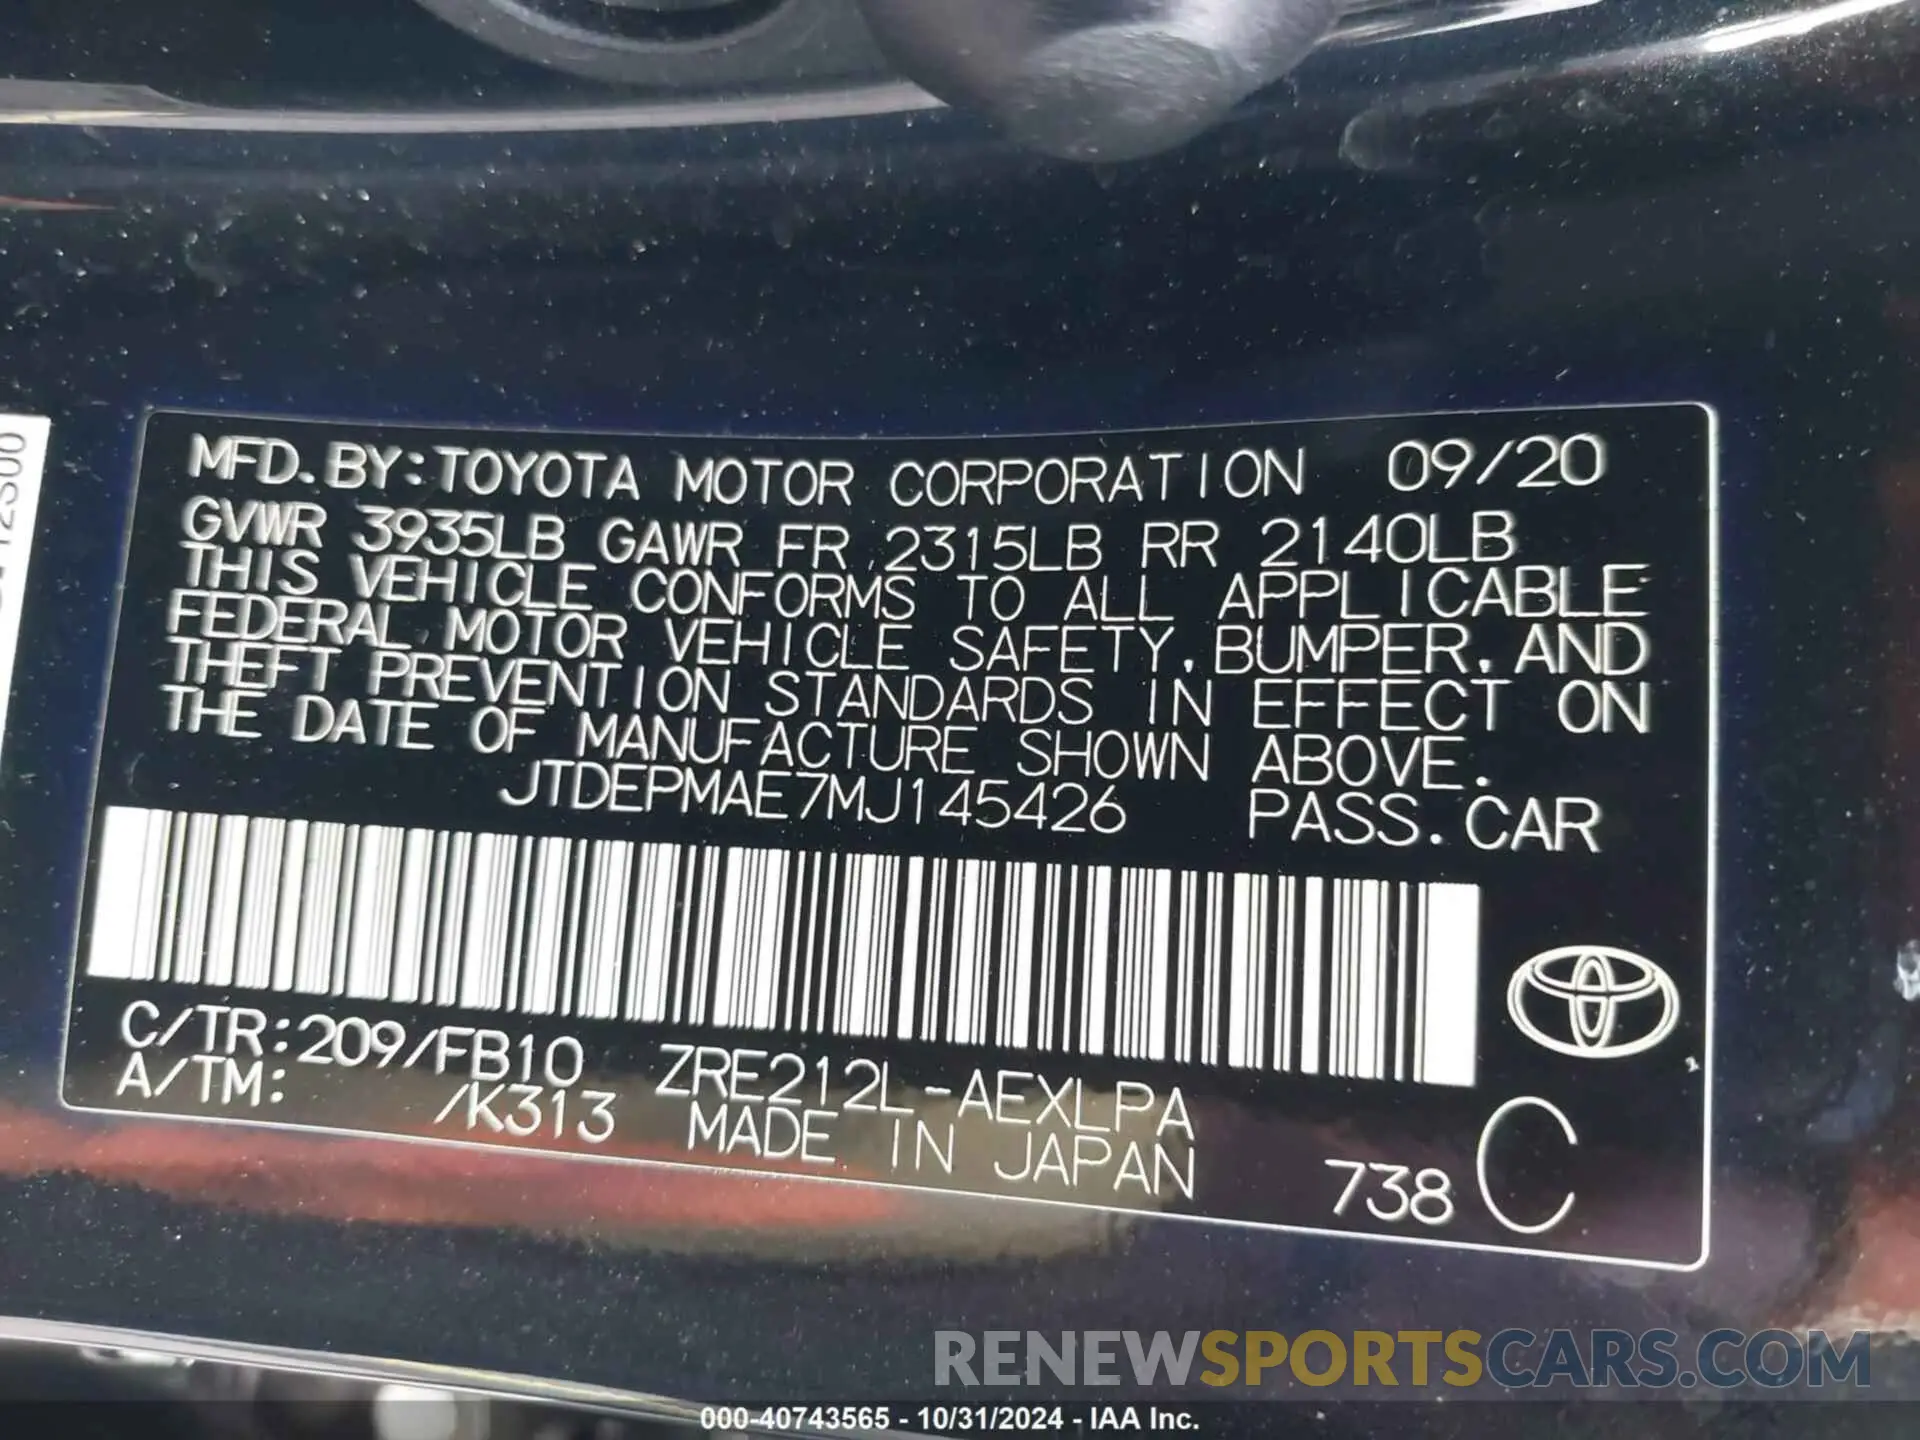 MFD. BY: TOYOTA MOTOR CORPORATION 09/20
GVWR 3935LB GAWR FR 2315LB RR 2140LB
THIS VEHICLE CONFORMS TO ALL APPLICABLE
FEDERAL MOTOR VEHICLE SAFETY, BUMPER, AND
THEFT PREVENTION STANDARDS IN EFFECT ON
THE DATE OF MANUFACTURE SHOWN ABOVE.
JTDEPMAE7MJ145426 PASS. CAR
C/TR: 209/FB10 ZRE212L-AEXLPA
A/TM: /K313 MADE IN JAPAN
738 C
RENEWSPORTSCARS.COM
000-40743565 - 10/31/2024 - IAA Inc.